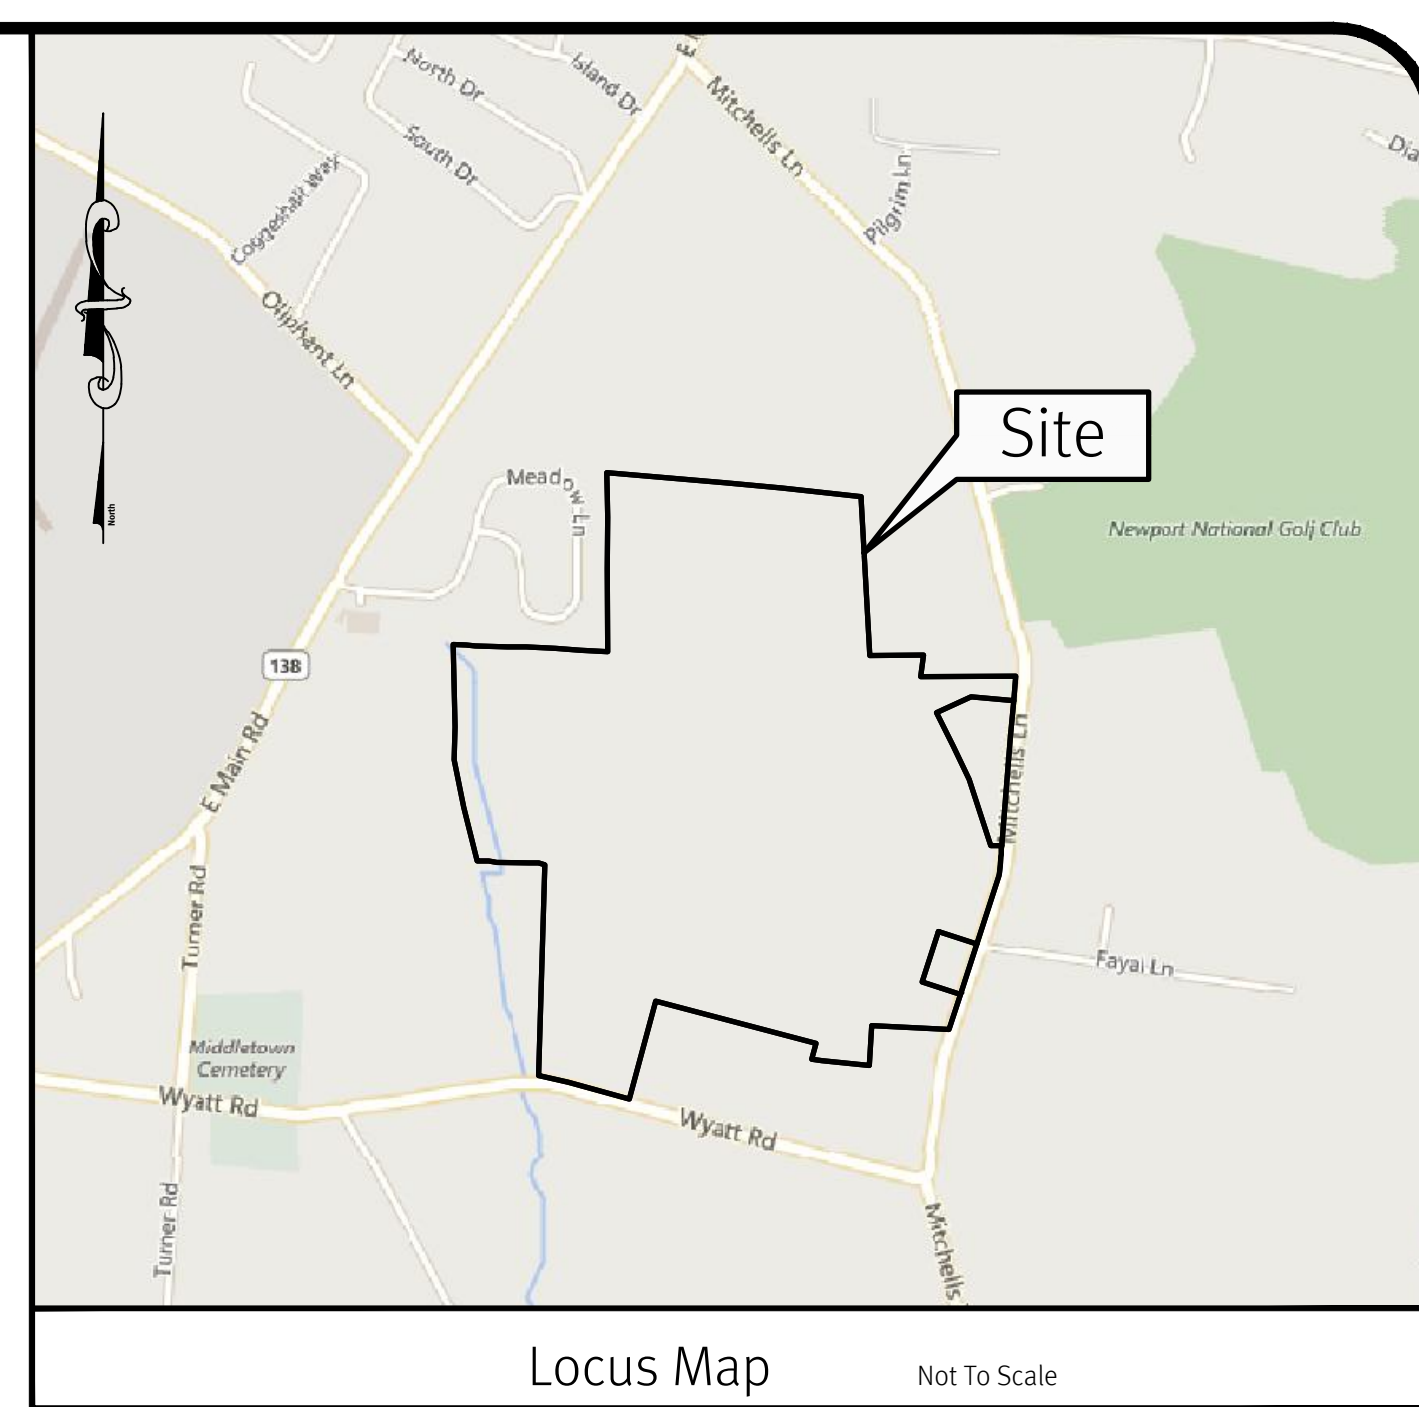 North Dr
Island Dr
Mitchells Ln
South Dr
Pilgrim Ln
Coggeshall Way
Oliphant Ln
Site
Meadow Ln
North
Newport National Golf Club
138
E Main Rd
Mitchells Ln
Turner Rd
Fayal Ln
Middletown
Cemetery
Wyatt Rd
Wyatt Rd
Turner Rd
Mitchells
Locus Map
Not To Scale